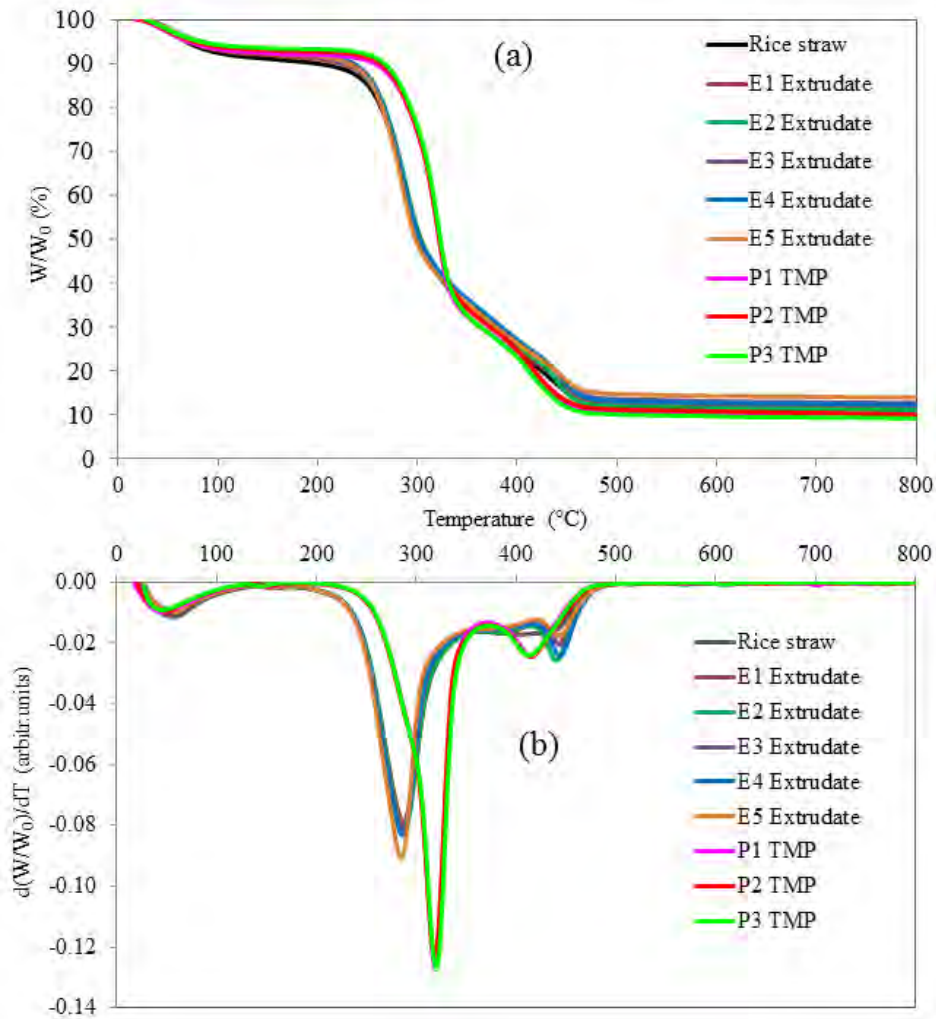 100
90
80
70
60
50
40
30
20
10
0
W/W0 (%)
(a)
Rice straw
E1 Extrudate
E2 Extrudate
E3 Extrudate
E4 Extrudate
E5 Extrudate
P1 TMP
P2 TMP
P3 TMP
0 100 200 300 400 500 600 700 800
Temperature (°C)
0 100 200 300 400 500 600 700 800
0.00
-0.02
-0.04
-0.06
-0.08
-0.10
-0.12
-0.14
d(W/W0)/dT (arbitr.units)
(b)
Rice straw
E1 Extrudate
E2 Extrudate
E3 Extrudate
E4 Extrudate
E5 Extrudate
P1 TMP
P2 TMP
P3 TMP